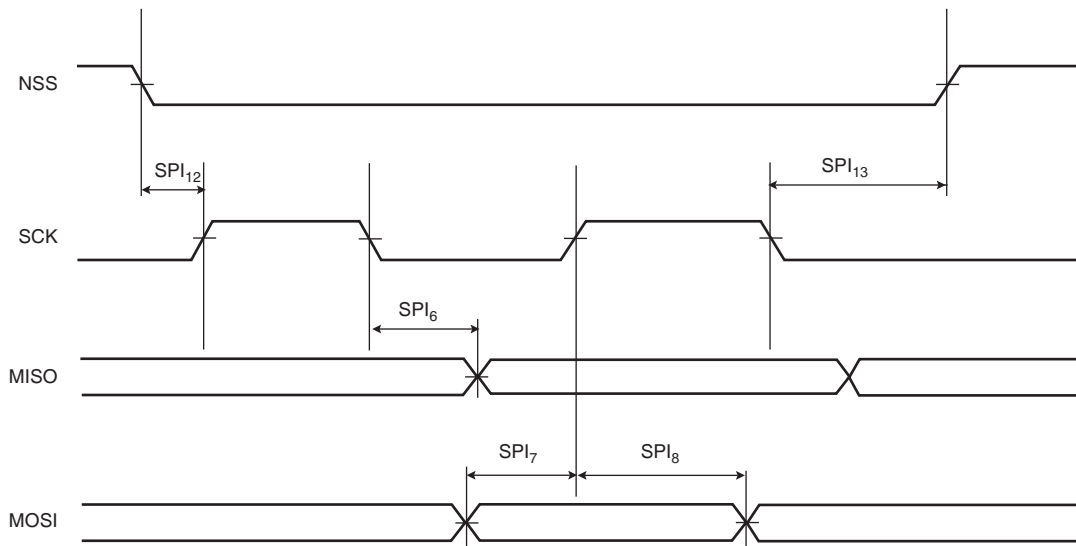 NSS
SPI₁₂
SPI₁₃
SCK
SPI₆
MISO
SPI₇
SPI₈
MOSI